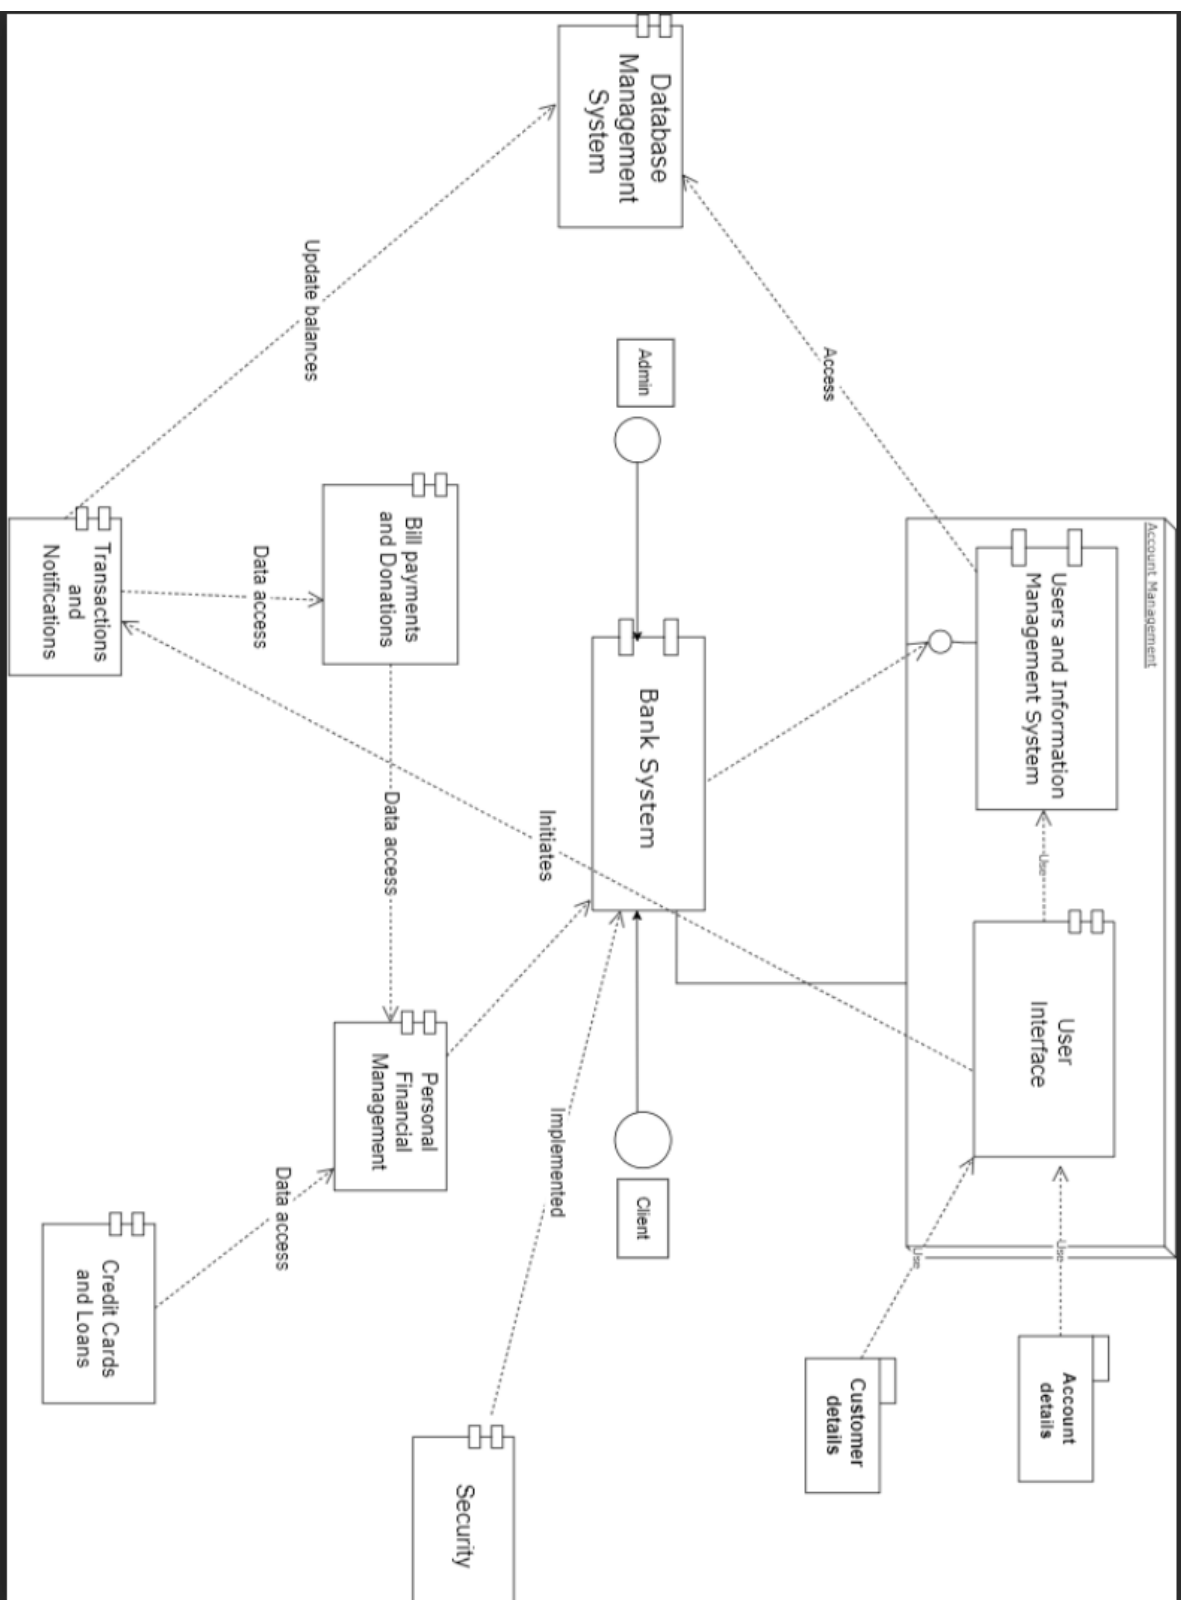 Account Management
Users and Information
Management System
Use
User
Interface
Use
Account
details
Use
Customer
details
Access
Database
Management
System
Admin
Bank System
Client
Initiates
Implemented
Update balances
Bill payments
and Donations
Data access
Data access
Personal
Financial
Management
Security
Transactions
and
Notifications
Data access
Credit Cards
and Loans